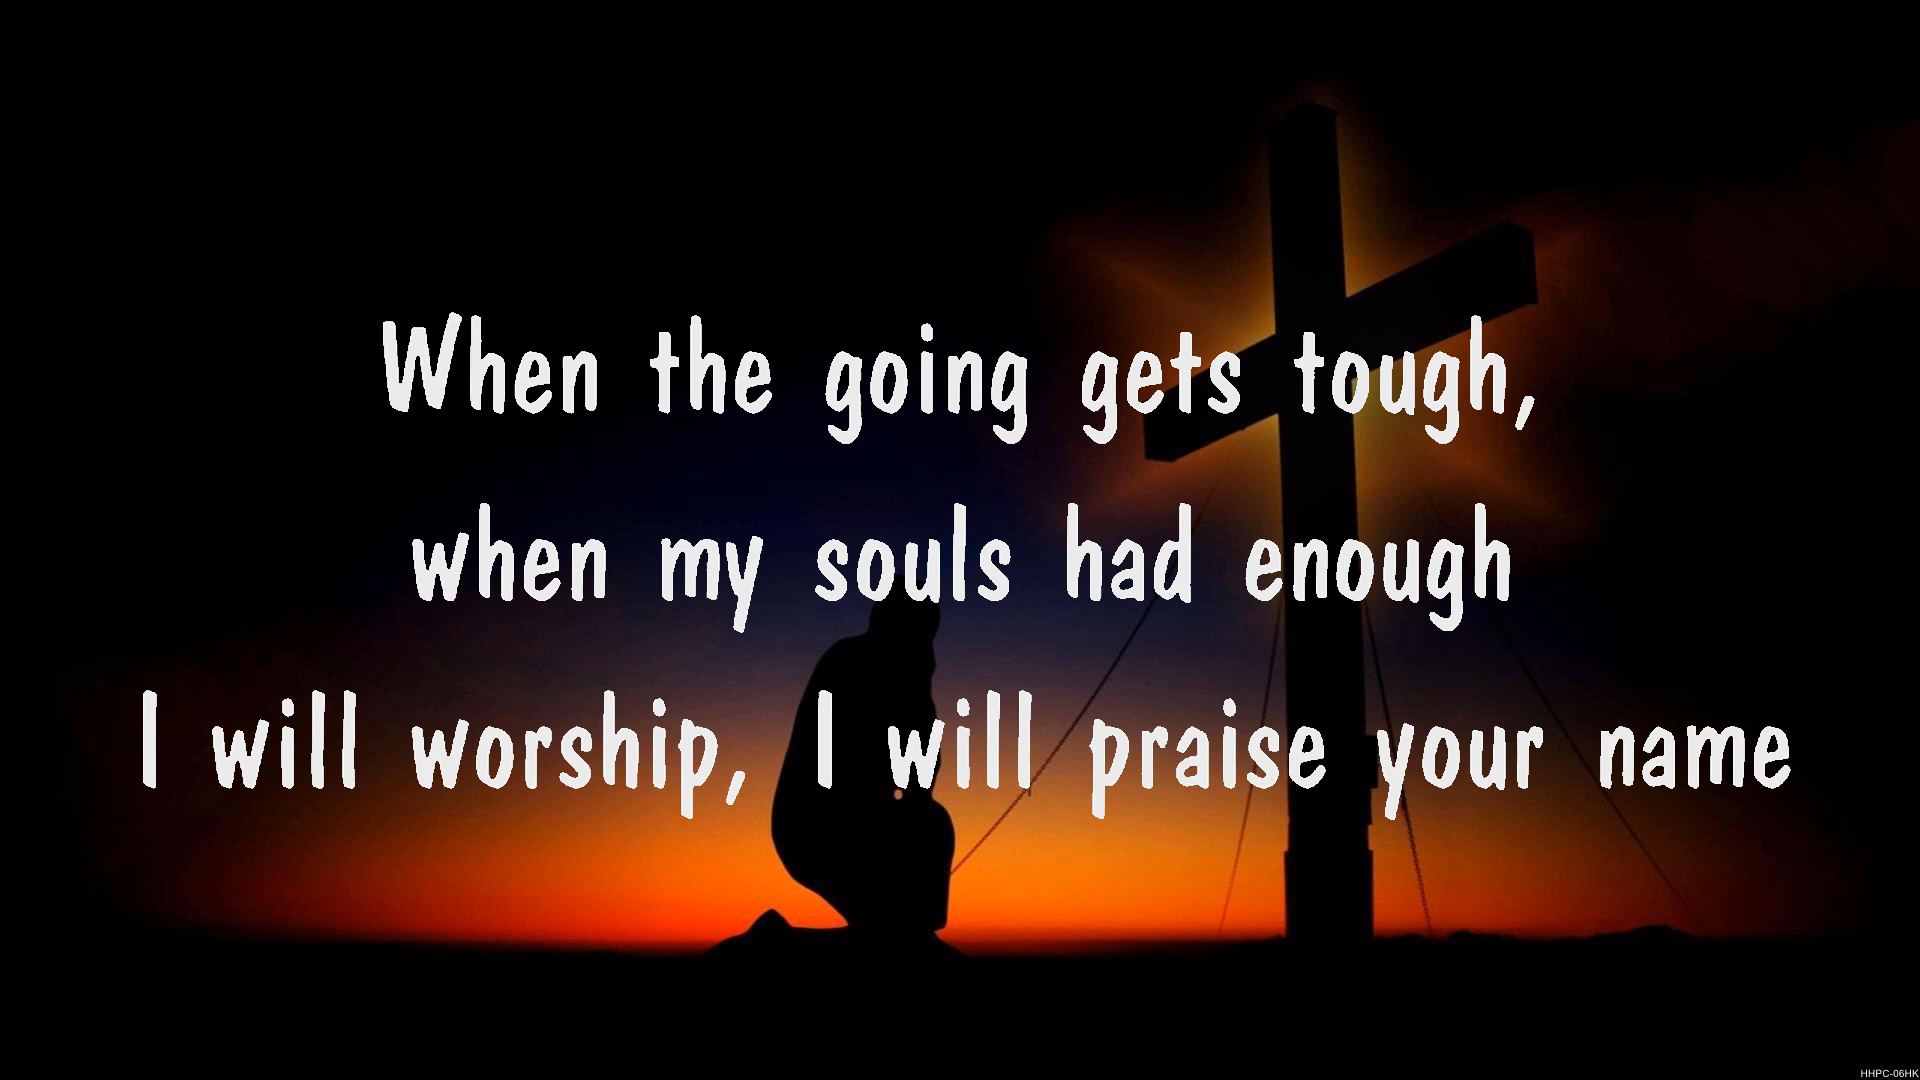 When the going gets tough,
when my souls had enough
I will worship, I will praise your name
HHPC-06HK